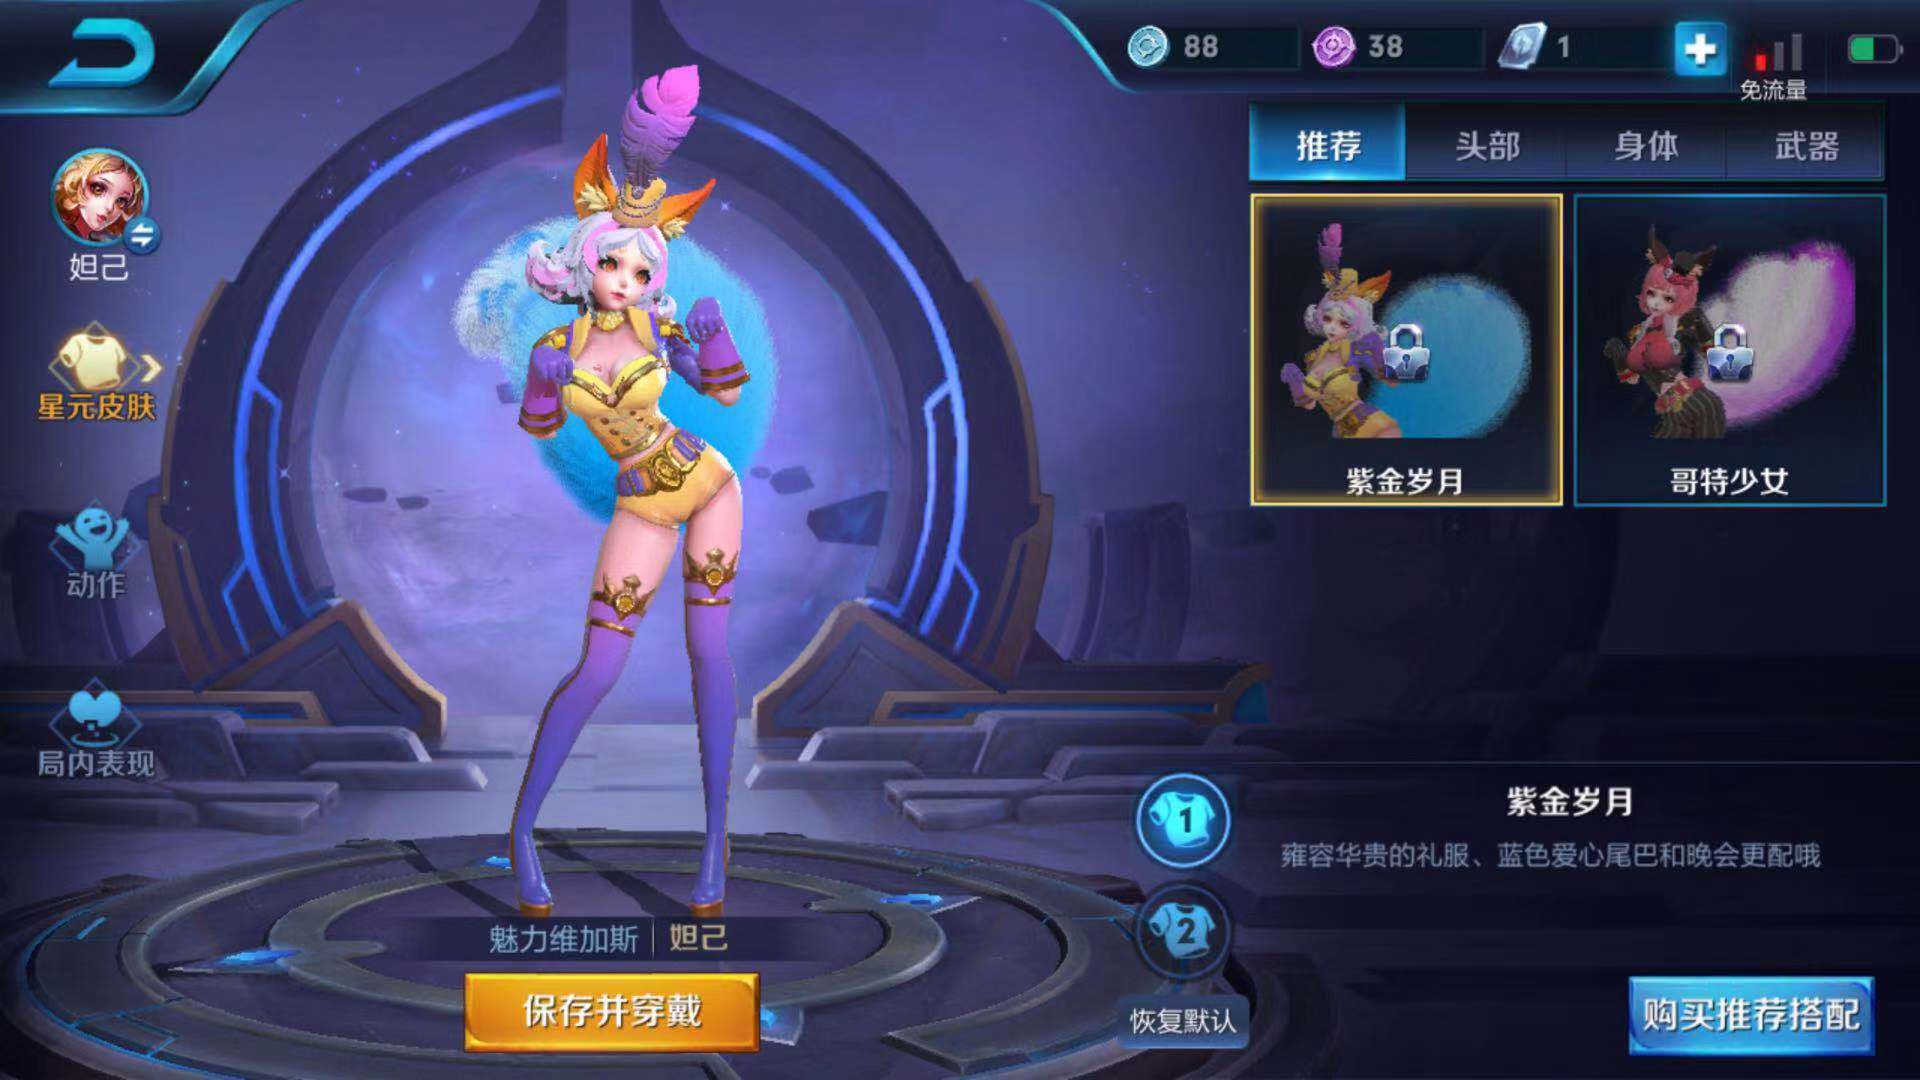 88
38
1
免流量
推荐
头部
身体
武器
妲己
星元皮肤
动作
局内表现
紫金岁月
哥特少女
1
紫金岁月
雍容华贵的礼服、蓝色爱心尾巴和晚会更配哦
2
魅力维加斯 | 妲己
保存并穿戴
恢复默认
购买推荐搭配